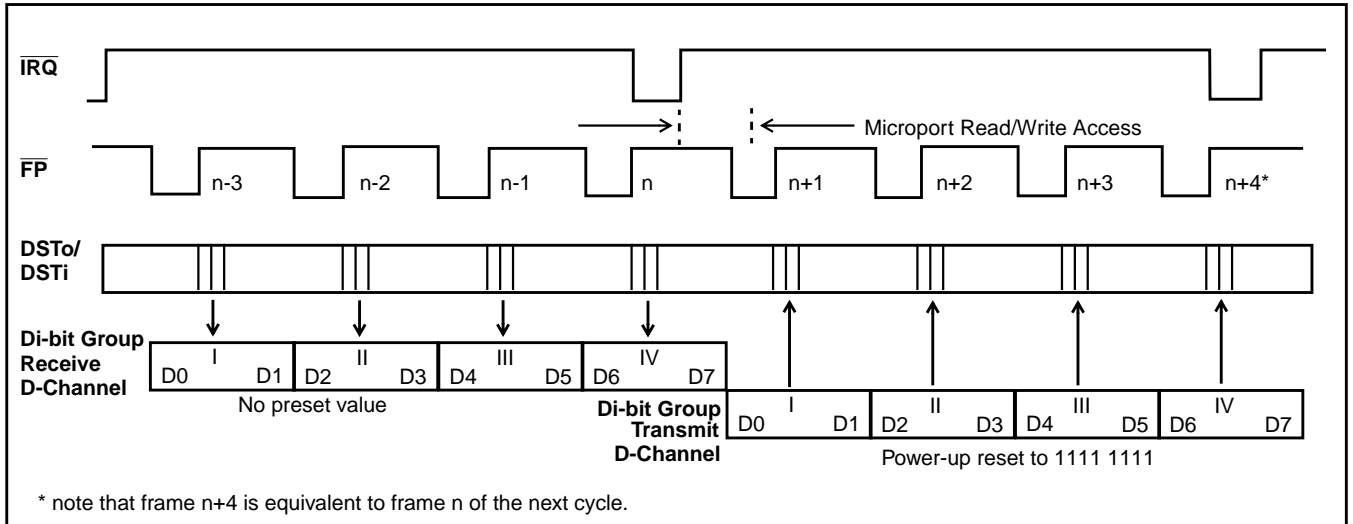 IRQ
Microport Read/Write Access
FP
n-3 n-2 n-1 n n+1 n+2 n+3 n+4*
DSTo/
DSTi
Di-bit Group
Receive
D-Channel
I II III IV
D0 D1 D2 D3 D4 D5 D6 D7
No preset value
Di-bit Group
Transmit
D-Channel
I II III IV
D0 D1 D2 D3 D4 D5 D6 D7
Power-up reset to 1111 1111
* note that frame n+4 is equivalent to frame n of the next cycle.